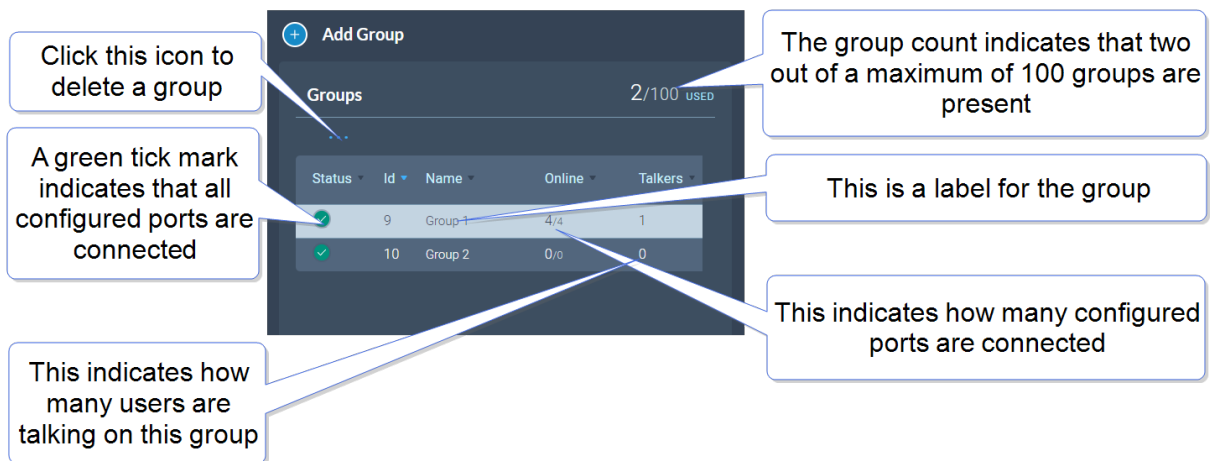 Click this icon to
delete a group
A green tick mark
indicates that all
configured ports are
connected
This indicates how
many users are
talking on this group
Add Group
Groups
2/100 USED
...
Status Id Name Online Talkers
9 Group 1 4/4 1
10 Group 2 0/0 0
The group count indicates that two
out of a maximum of 100 groups are
present
This is a label for the group
This indicates how many configured
ports are connected